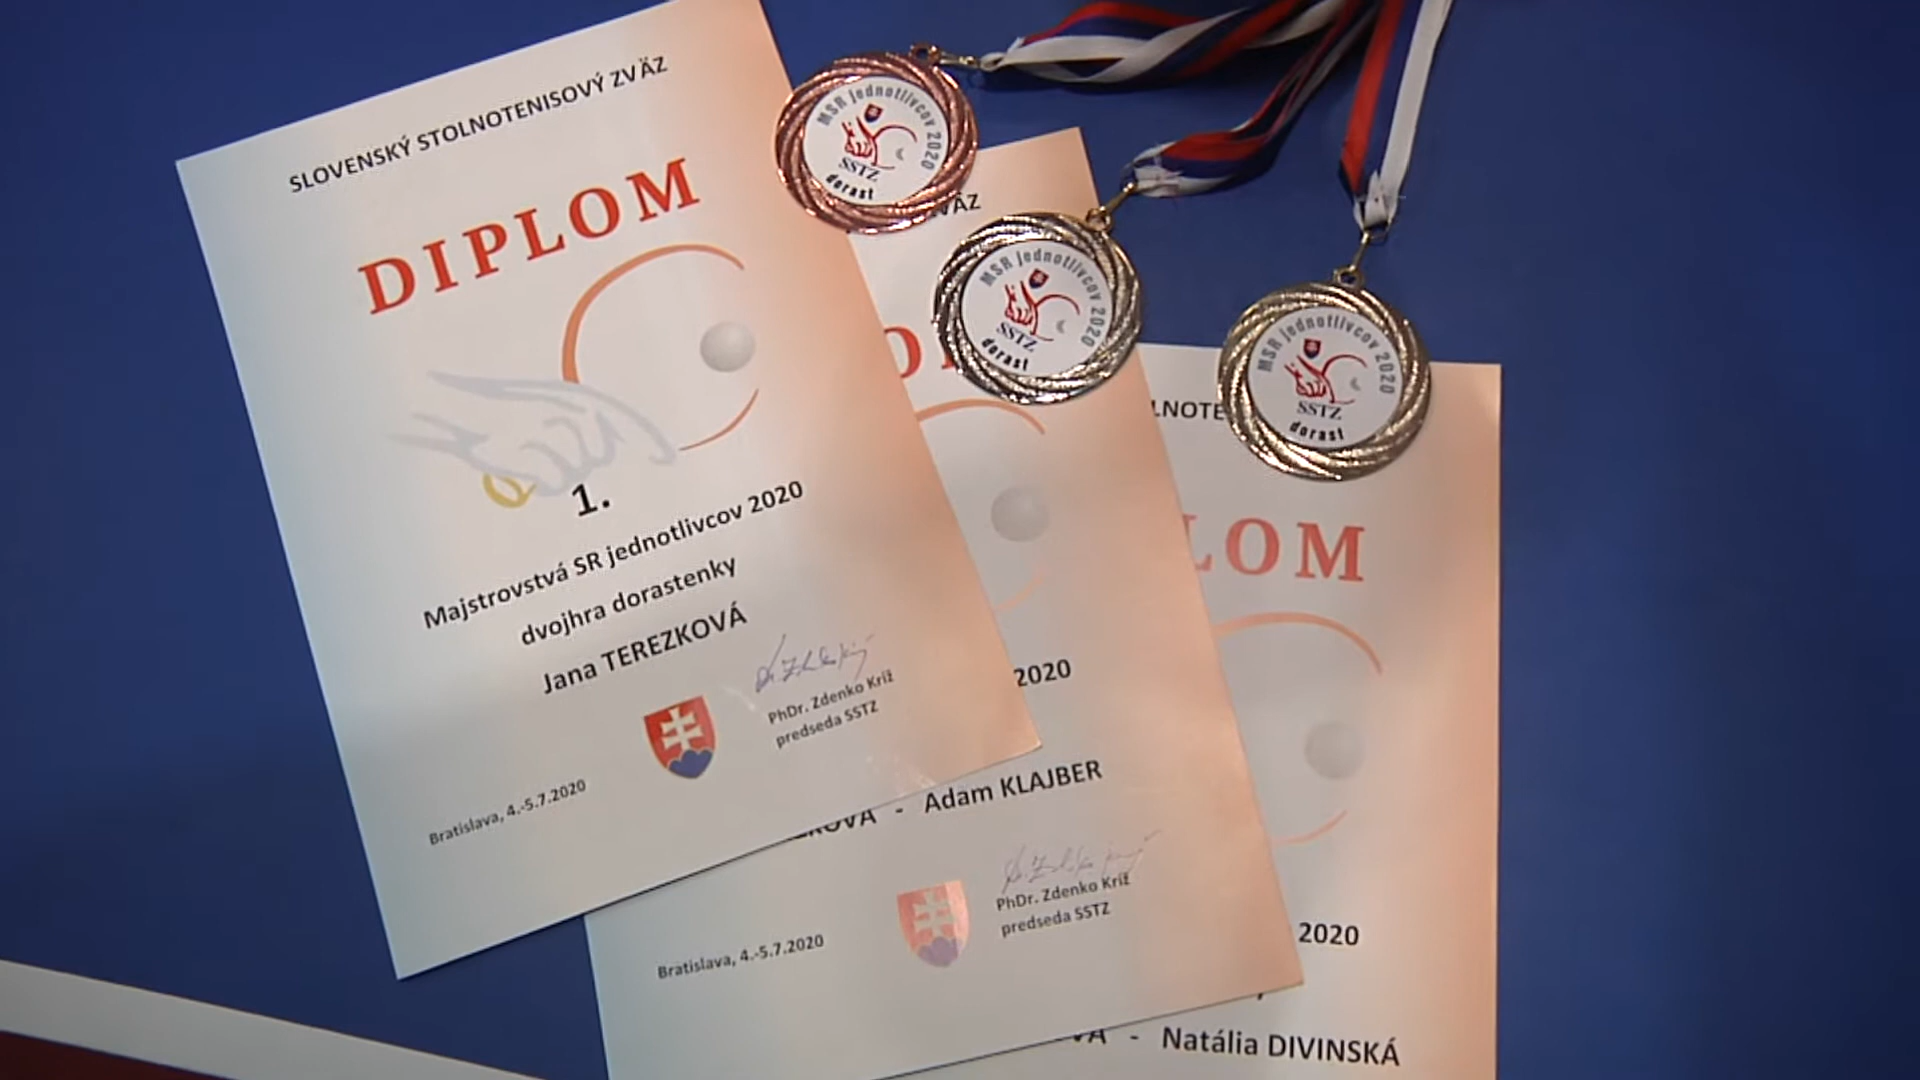 SLOVENSKÝ STOLNOTENISOVÝ ZVÄZ
DIPLOM
1.
Majstrovstvá SR jednotlivcov 2020
dvojhra dorastenky
Jana TEREZKOVÁ
PhDr. Zdenko Kríž
predseda SSTZ
Bratislava, 4.-5.7.2020
MSR jednotlivcov 2020
SSTZ
dorast
MSR jednotlivcov 2020
SSTZ
dorast
MSR jednotlivcov 2020
SSTZ
dorast
2020
- Adam KLAJBER
PhDr. Zdenko Kríž
predseda SSTZ
Bratislava, 4.-5.7.2020
LOM
2020
- Natália DIVINSKÁ